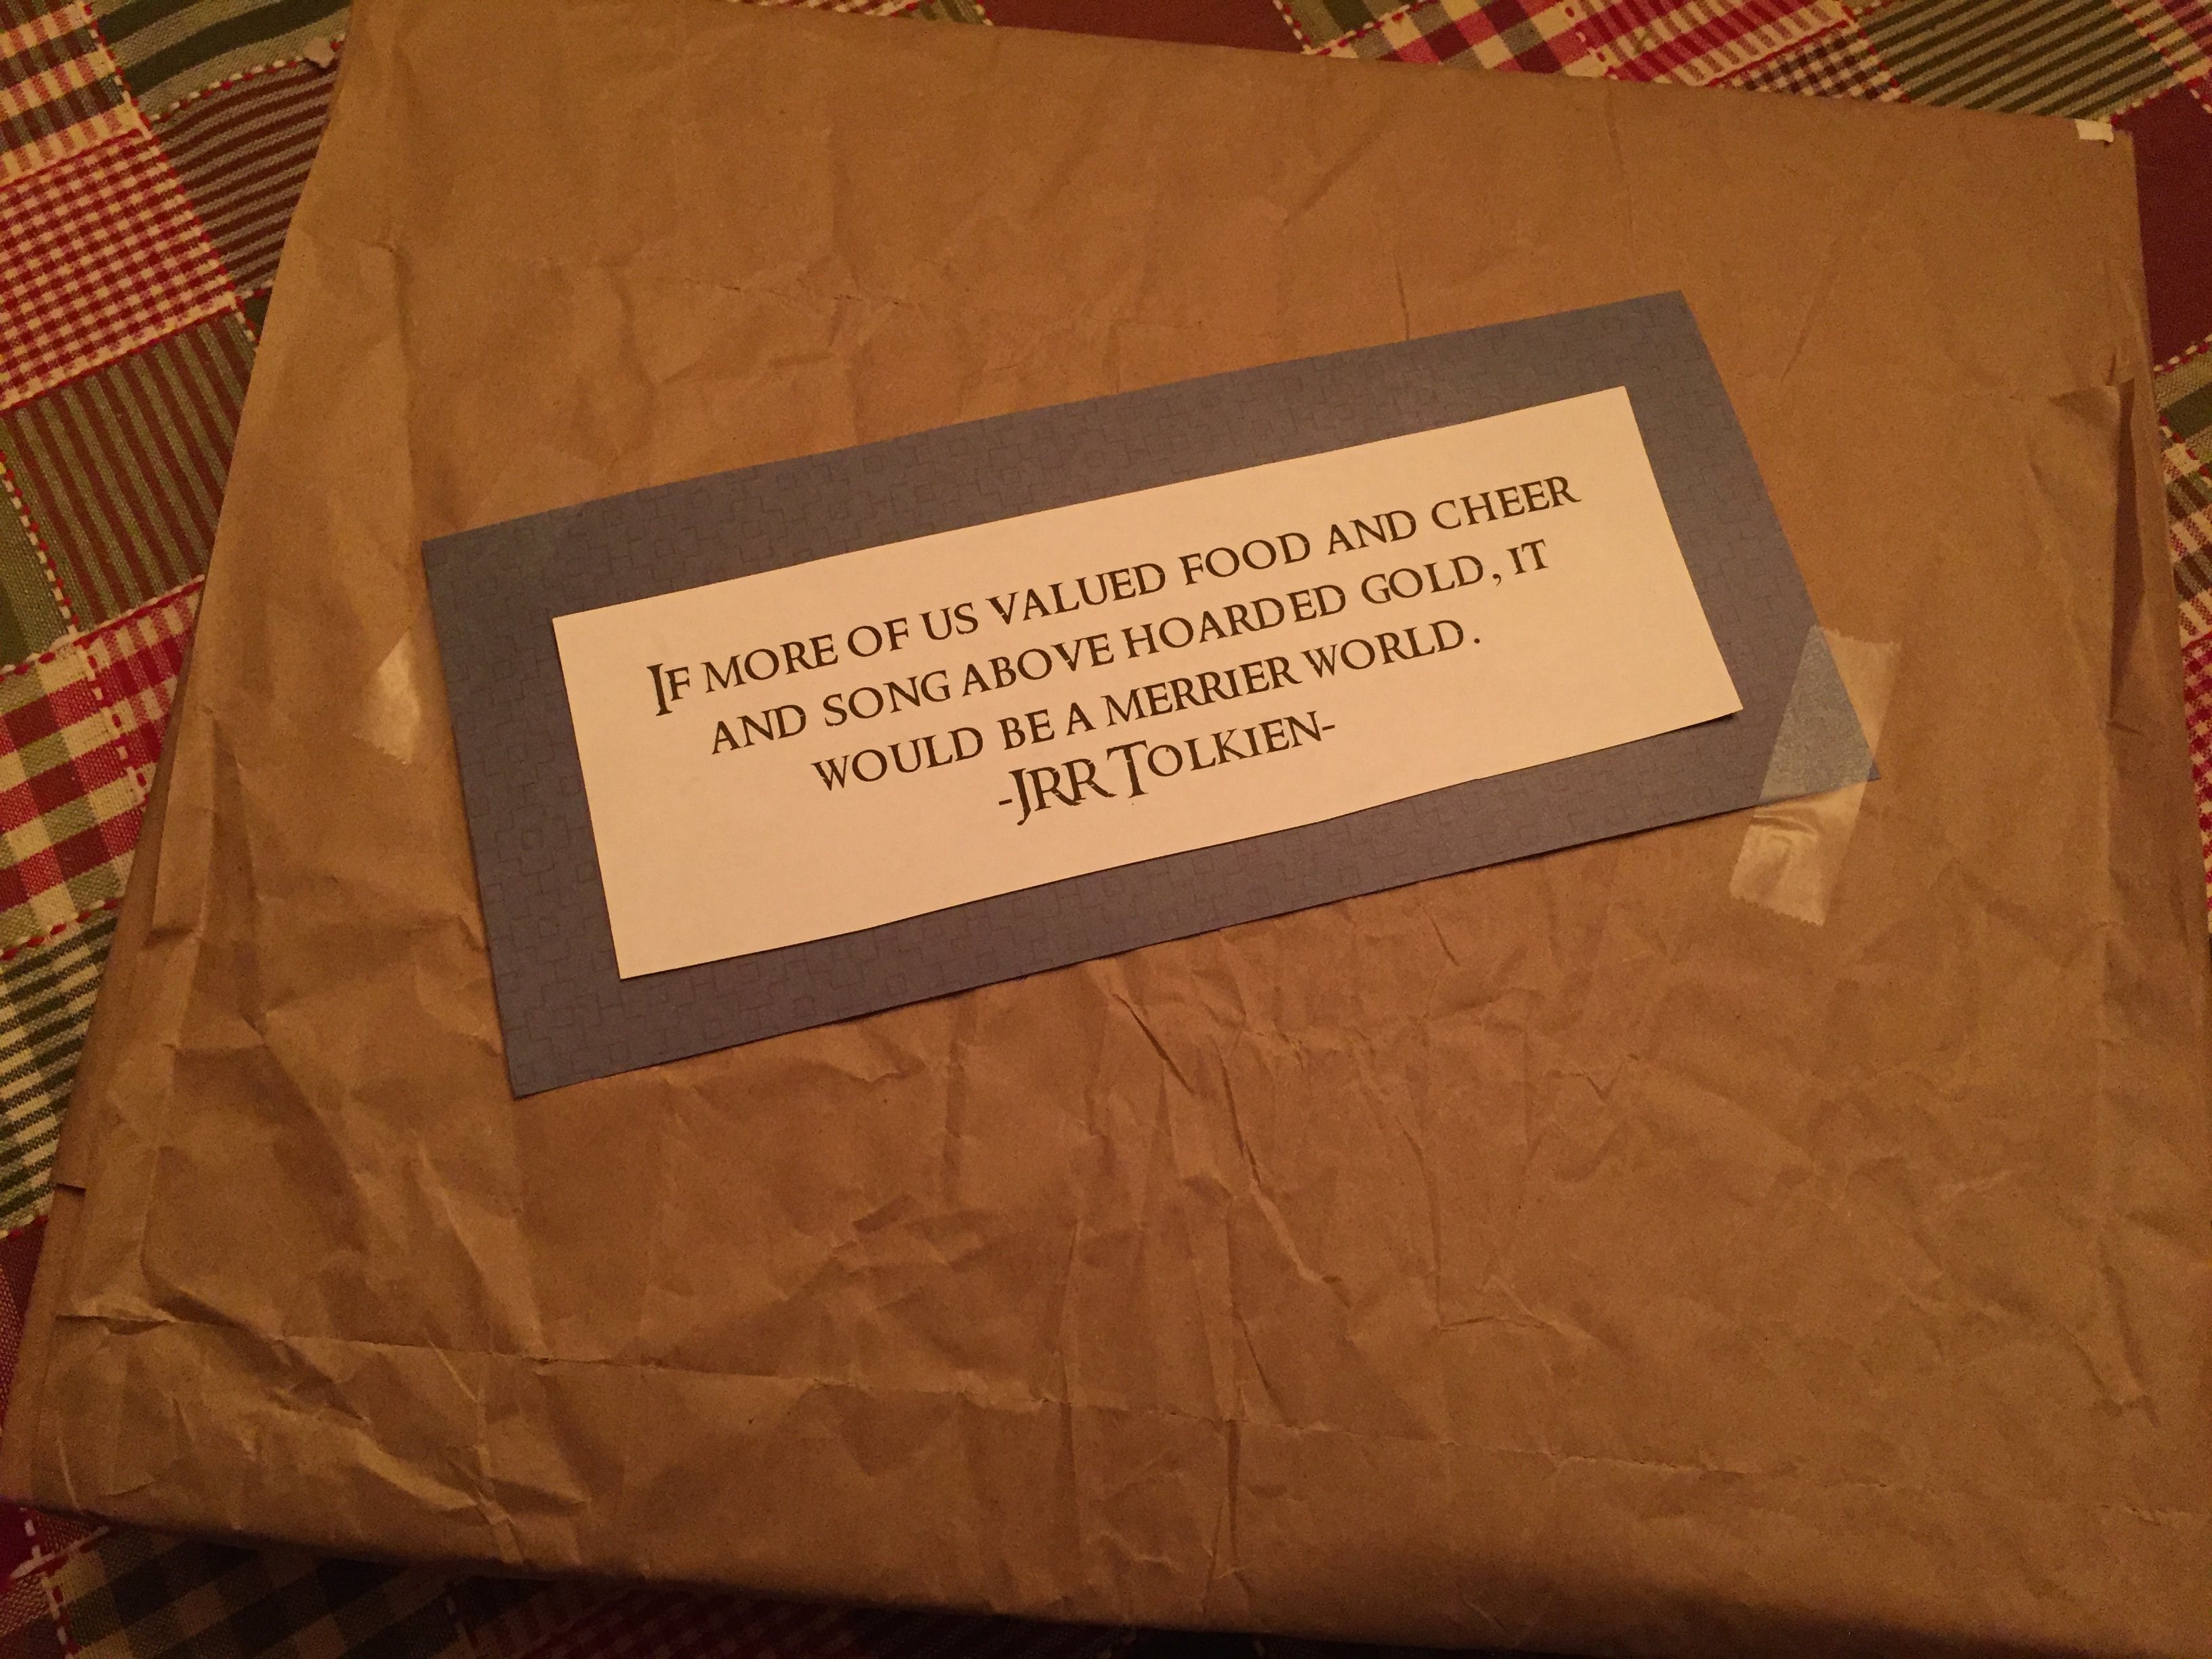 IF MORE OF US VALUED FOOD AND CHEER
AND SONG ABOVE HOARDED GOLD, IT
WOULD BE A MERRIER WORLD.
-JRR TOLKIEN-